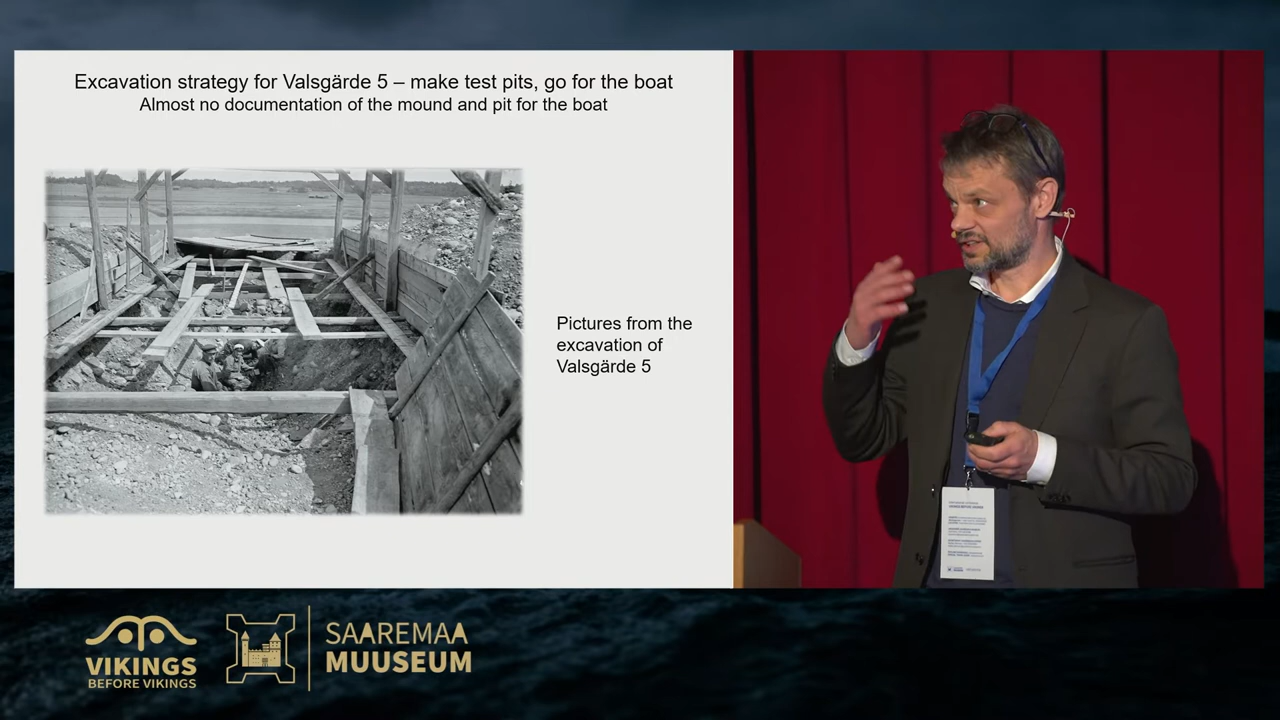 Excavation strategy for Valsgärde 5 – make test pits, go for the boat
Almost no documentation of the mound and pit for the boat
Pictures from the
excavation of
Valsgärde 5
VIKINGS
BEFORE VIKINGS
SAAREMAA
MUUSEUM